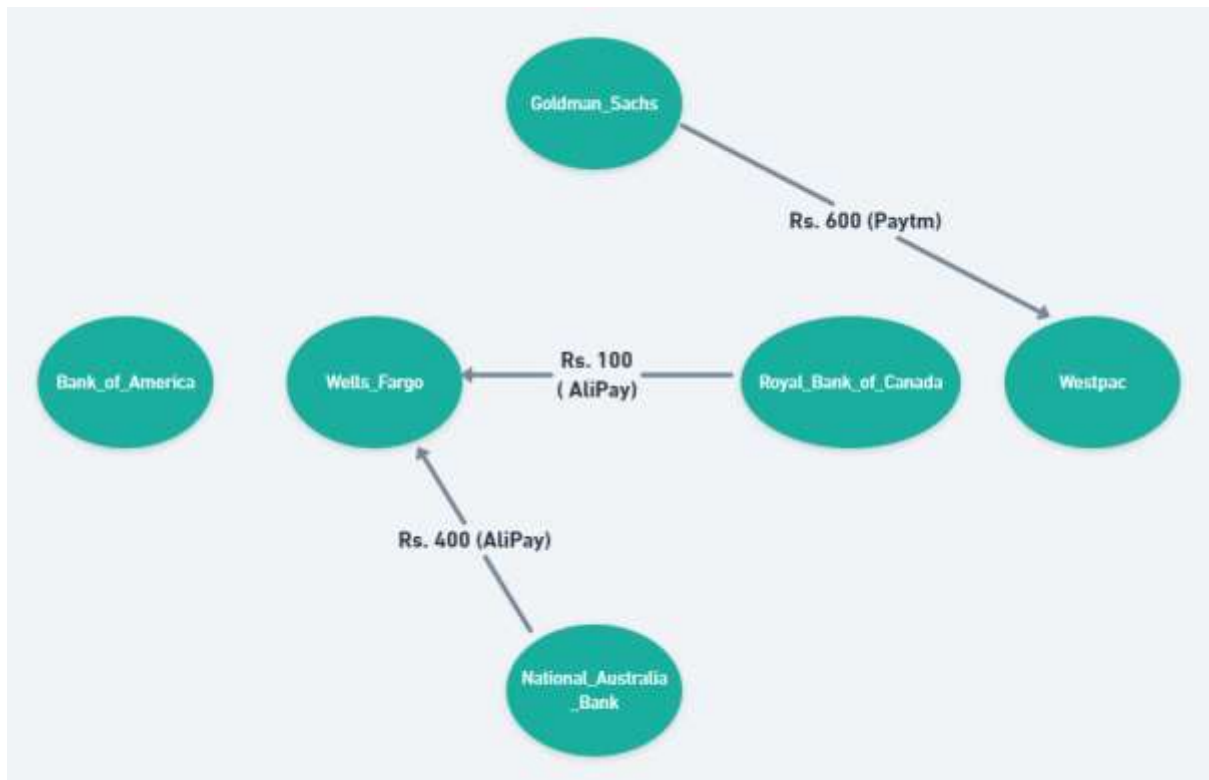 Goldman_Sachs
Rs. 600 (Paytm)
Bank_of_America
Wells_Fargo
Rs. 100
( AliPay)
Royal_Bank_of_Canada
Westpac
Rs. 400 (AliPay)
National_Australia
_Bank